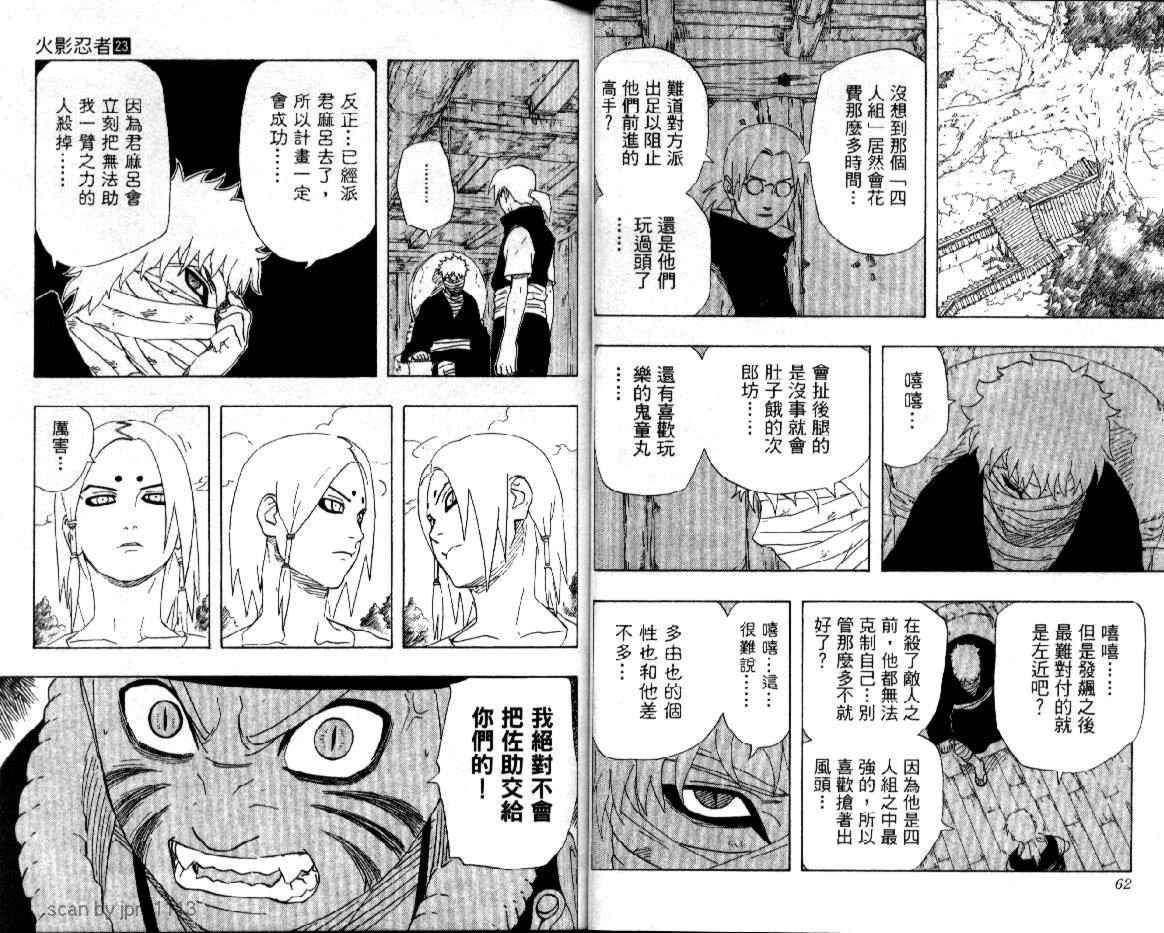 沒想到那個「四
人組」居然會花
費那麼多時間…
難道對方派
出足以阻止
他們前進的
高手?
還是他們
玩過頭了
……
嘻嘻…
會扯後腿的
是沒事就會
肚子餓的次
郎坊……
還有喜歡玩
樂的鬼童丸
……
嘻嘻……
但是發飆之後
最難對付的就
是左近吧?
在殺了敵人之
前,他都無法
克制自己…別
管那麼多不就
好了?
因為他是四
人組之中最
強的,所以
喜歡搶著出
風頭…
嘻嘻…這…
很難說……
多由也的個
性也和他差
不多…
62
火影忍者23
………
反正…已經派
君麻呂去了,
所以計畫一定
會成功……
因為君麻呂會
立刻把無法助
我一臂之力的
人殺掉……
厲害…
我絕對不會
把佐助交給
你們的!